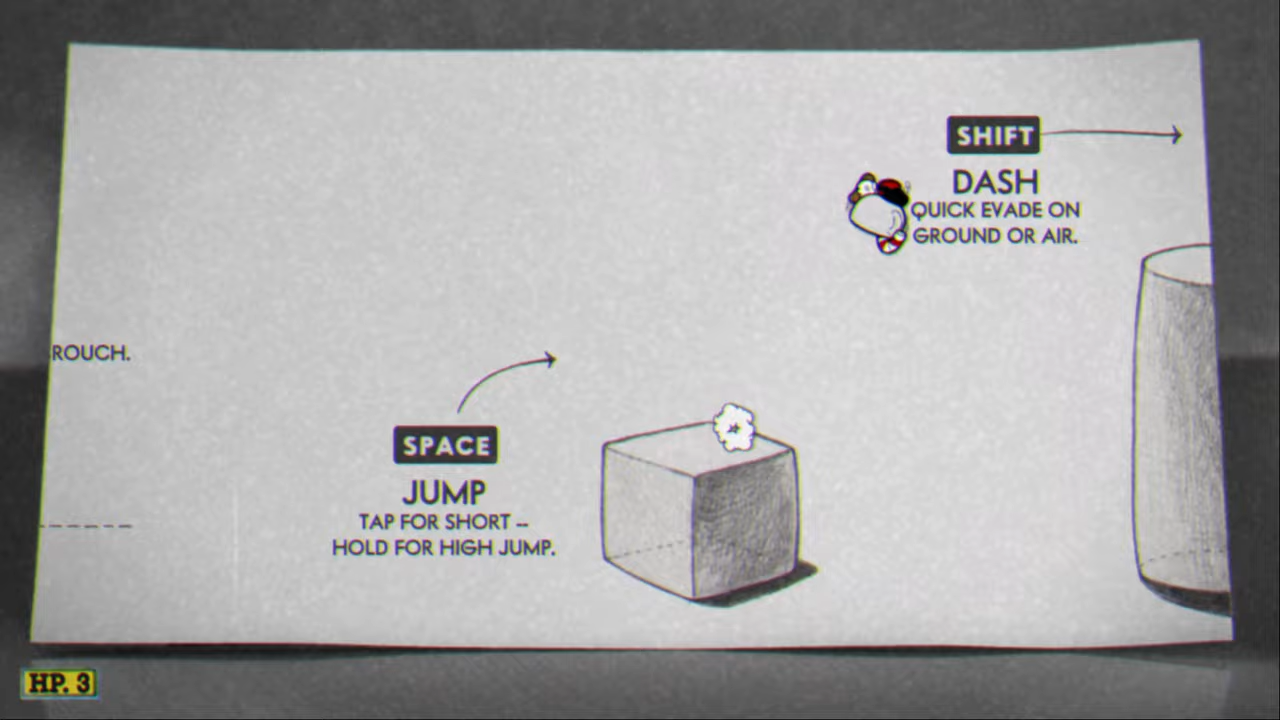 SHIFT
DASH
QUICK EVADE ON
GROUND OR AIR.
ROUCH.
SPACE
JUMP
TAP FOR SHORT --
HOLD FOR HIGH JUMP.
HP. 3